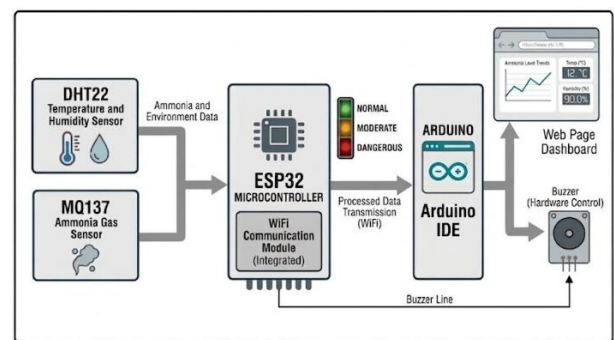 DHT22
Temperature and
Humidity Sensor
MQ137
Ammonia Gas
Sensor
Ammonia and
Environment Data
ESP32
MICROCONTROLLER
WiFi
Communication
Module
(Integrated)
NORMAL
MODERATE
DANGEROUS
Processed Data
Transmission
(WiFi)
ARDUINO
Arduino
IDE
Ammonia Level Trends
Temp (°C)
12.°C
Humidity (%)
90.0%
Web Page
Dashboard
Buzzer
(Hardware Control)
Buzzer Line